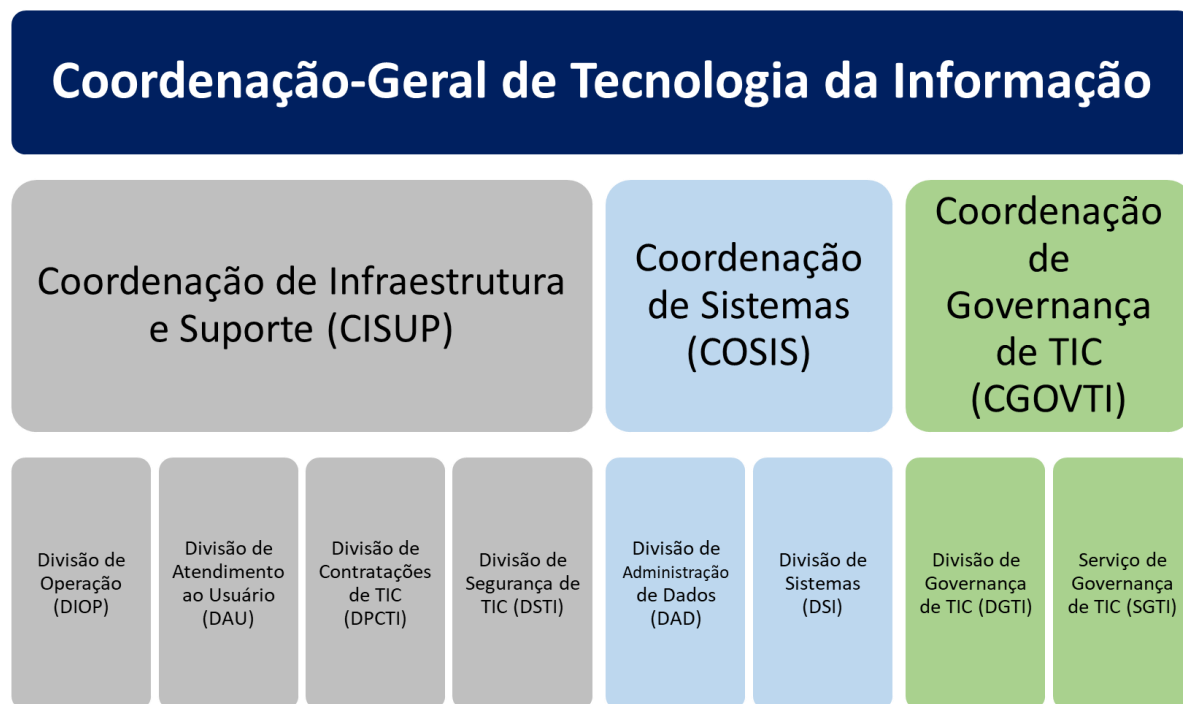 Coordenação-Geral de Tecnologia da Informação
Coordenação de Infraestrutura
e Suporte (CISUP)
Coordenação
de Sistemas
(COSIS)
Coordenação
de
Governança
de TIC
(CGOVTI)
Divisão de
Operação
(DIOP)
Divisão de
Atendimento
ao Usuário
(DAU)
Divisão de
Contratações
de TIC
(DPCTI)
Divisão de
Segurança de
TIC (DSTI)
Divisão de
Administração
de Dados
(DAD)
Divisão de
Sistemas
(DSI)
Divisão de
Governança
de TIC (DGTI)
Serviço de
Governança
de TIC (SGTI)